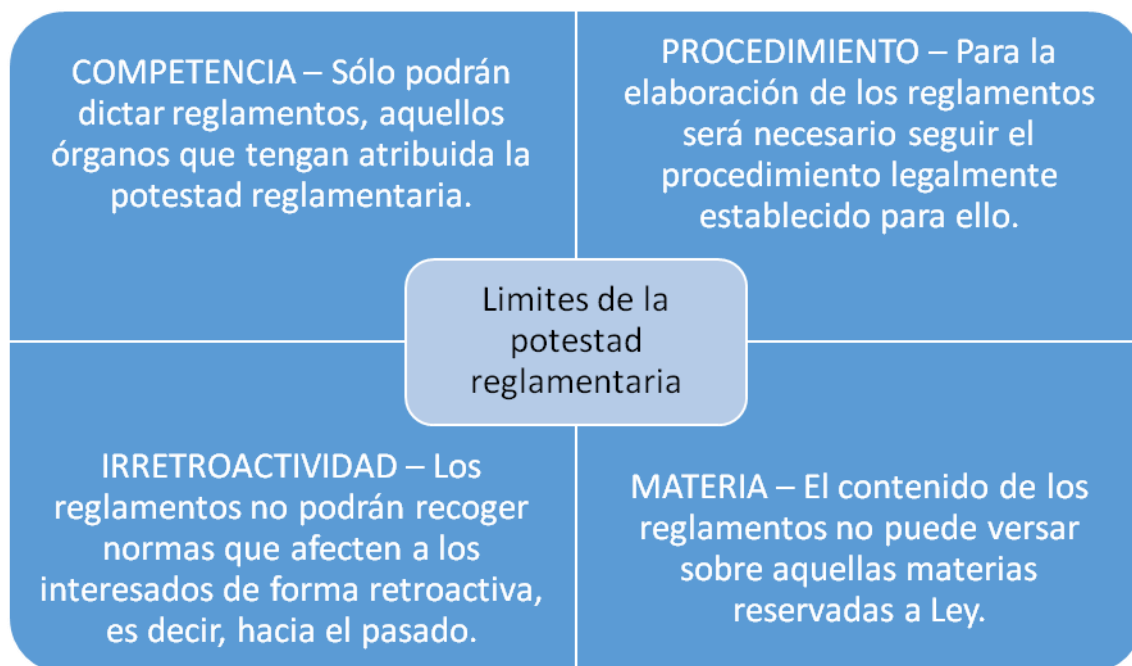 COMPETENCIA – Sólo podrán
dictar reglamentos, aquellos
órganos que tengan atribuida la
potestad reglamentaria.
PROCEDIMIENTO – Para la
elaboración de los reglamentos
será necesario seguir el
procedimiento legalmente
establecido para ello.
Limites de la
potestad
reglamentaria
IRRETROACTIVIDAD – Los
reglamentos no podrán recoger
normas que afecten a los
interesados de forma retroactiva,
es decir, hacia el pasado.
MATERIA – El contenido de los
reglamentos no puede versar
sobre aquellas materias
reservadas a Ley.